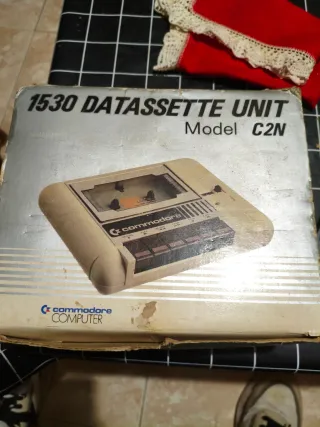 1530 DATASSETTE UNIT
Model C2N
commodore
commodore
COMPUTER